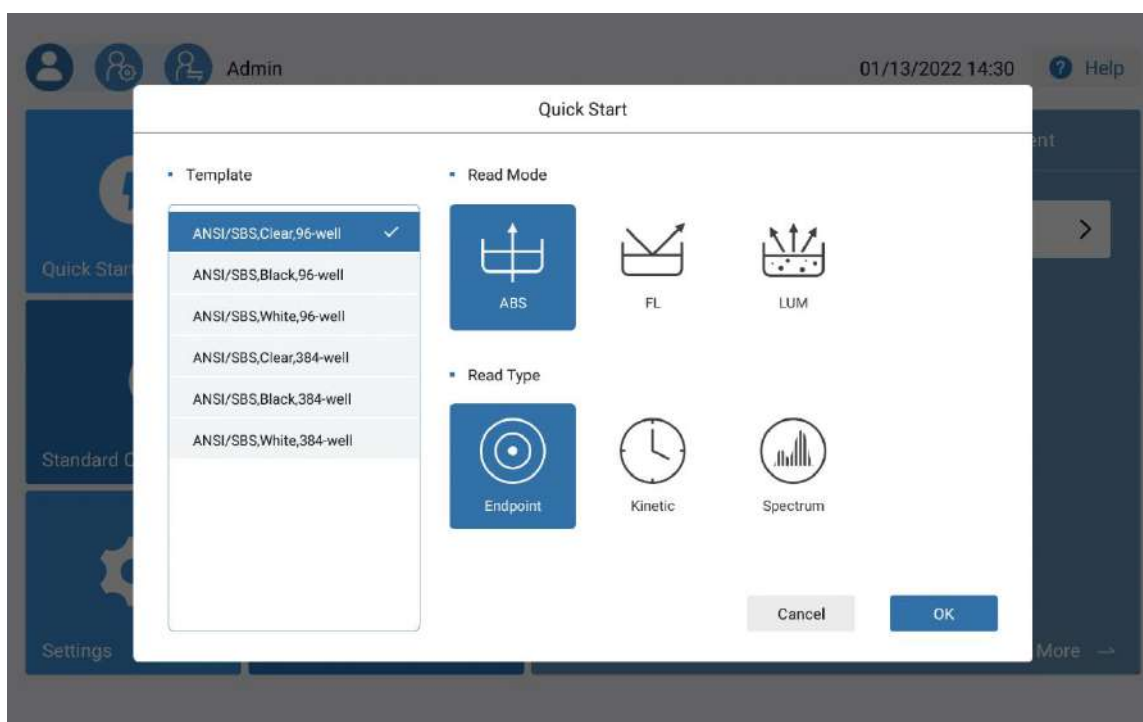 Admin
01/13/2022 14:30
Help
Quick Start
Template
ANSI/SBS,Clear,96-well
ANSI/SBS,Black,96-well
ANSI/SBS,White,96-well
ANSI/SBS,Clear,384-well
ANSI/SBS,Black,384-well
ANSI/SBS,White,384-well
Read Mode
ABS
FL
LUM
Read Type
Endpoint
Kinetic
Spectrum
Cancel
OK
Quick Star
Standard C
Settings
nt
More